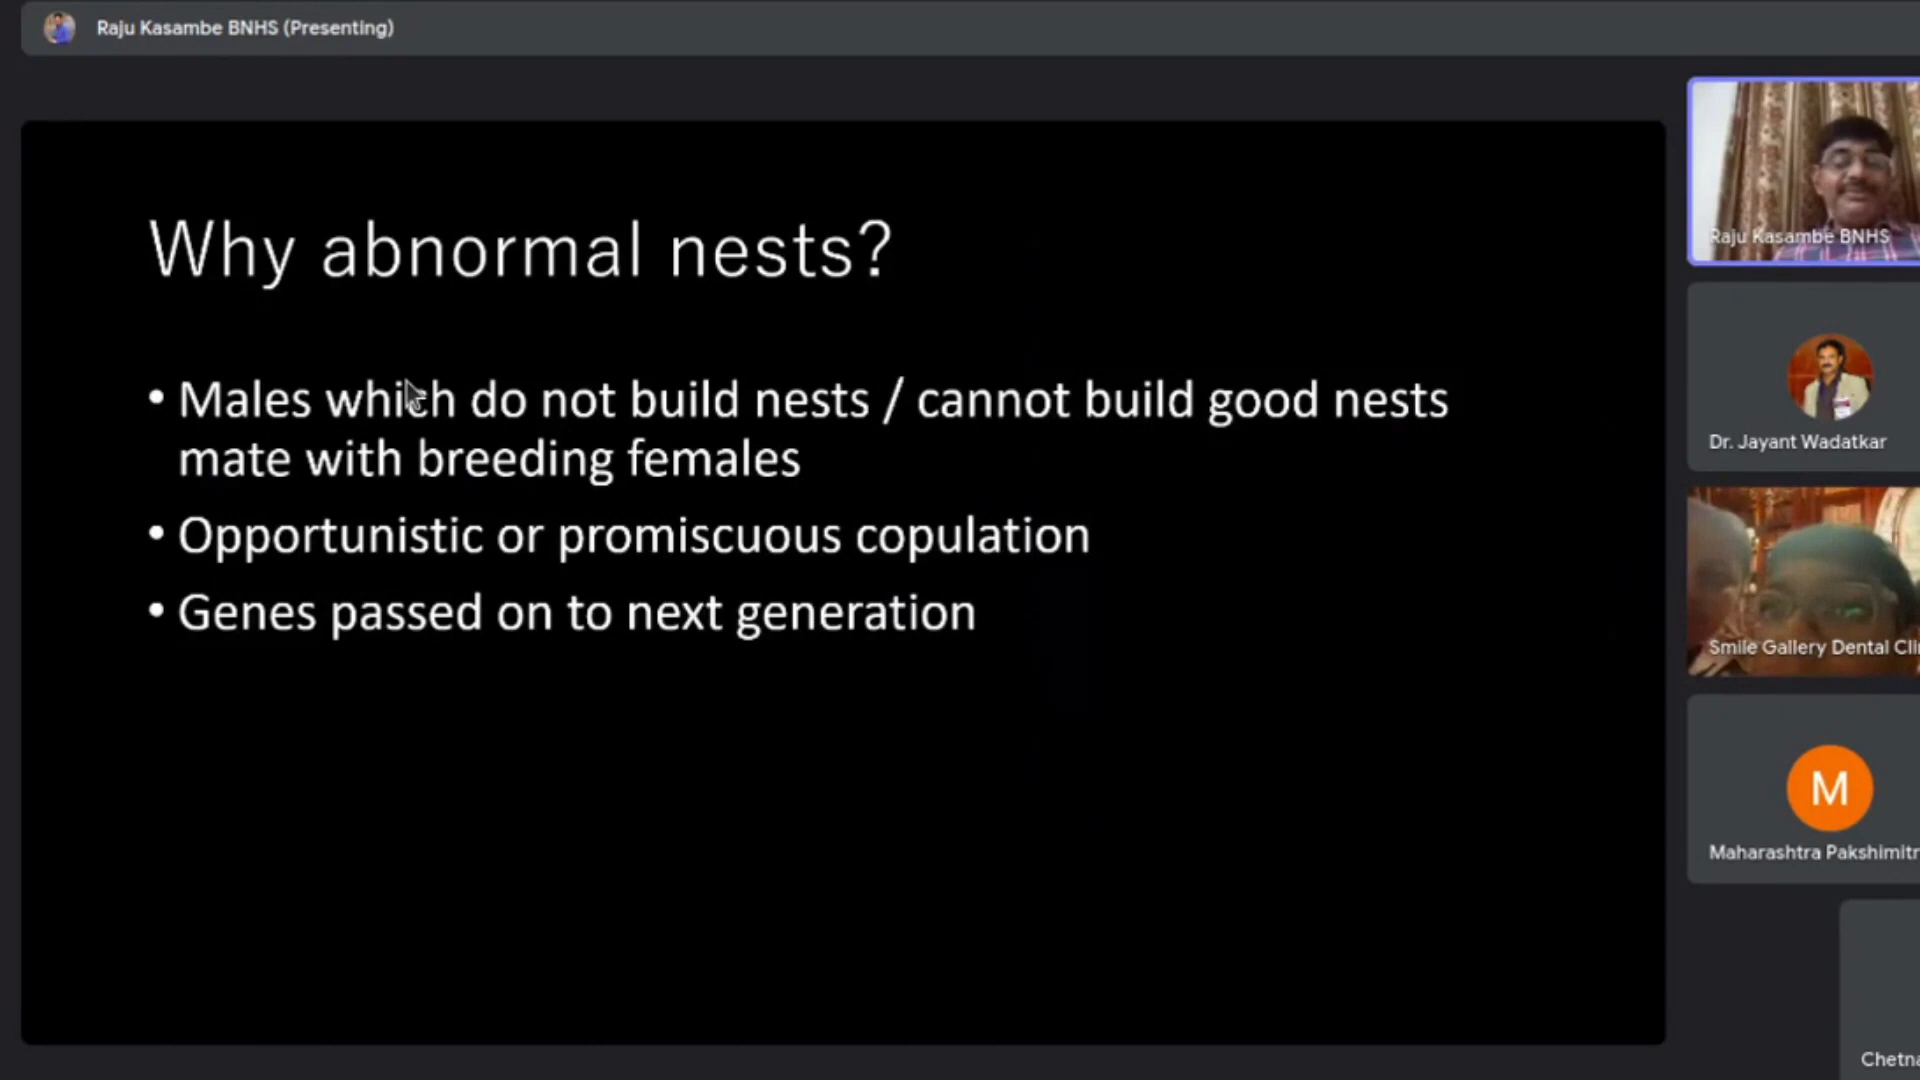 Raju Kasambe BNHS (Presenting)
Why abnormal nests?
• Males which do not build nests / cannot build good nests
mate with breeding females
• Opportunistic or promiscuous copulation
• Genes passed on to next generation
Raju Kasambe BNHS
Dr. Jayant Wadatkar
Smile Gallery Dental Cli
M
Maharashtra Pakshimitr
Chetna